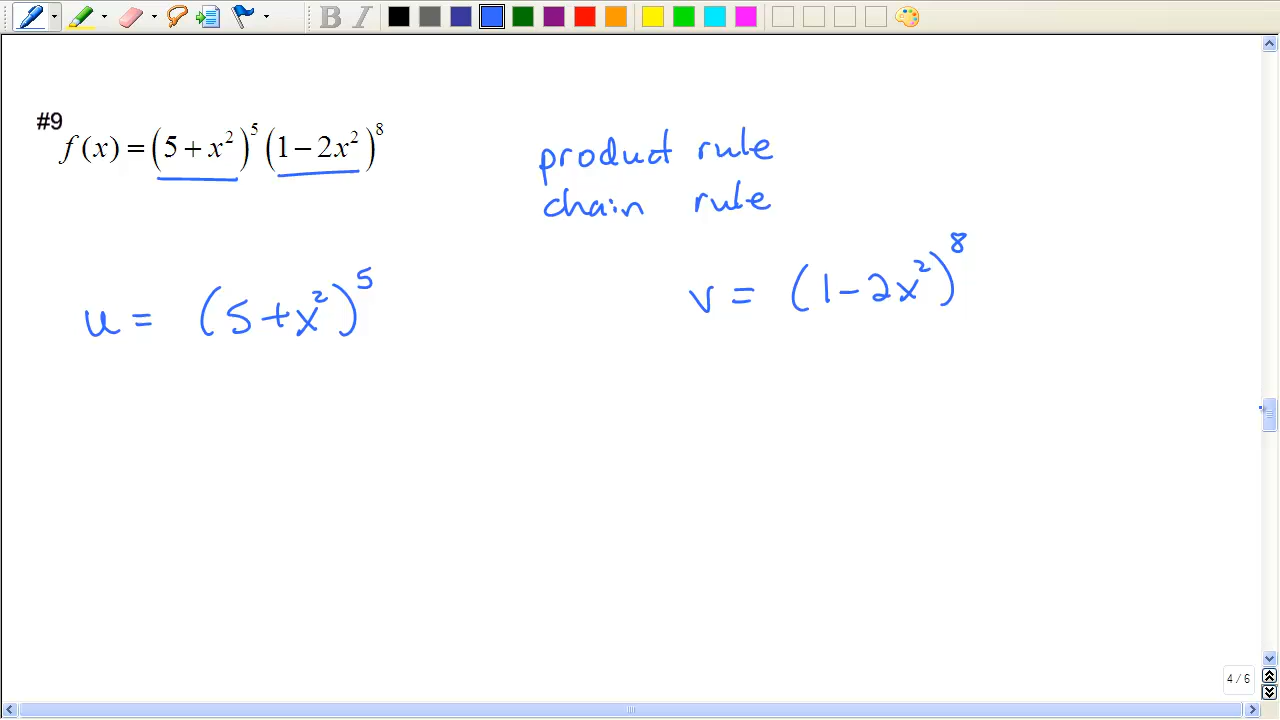 B I
#9
f(x) = (5 + x²)⁵ (1 − 2x²)⁸
product rule
chain rule
u = (5+x²)⁵
v = (1−2x²)⁸
4 / 6